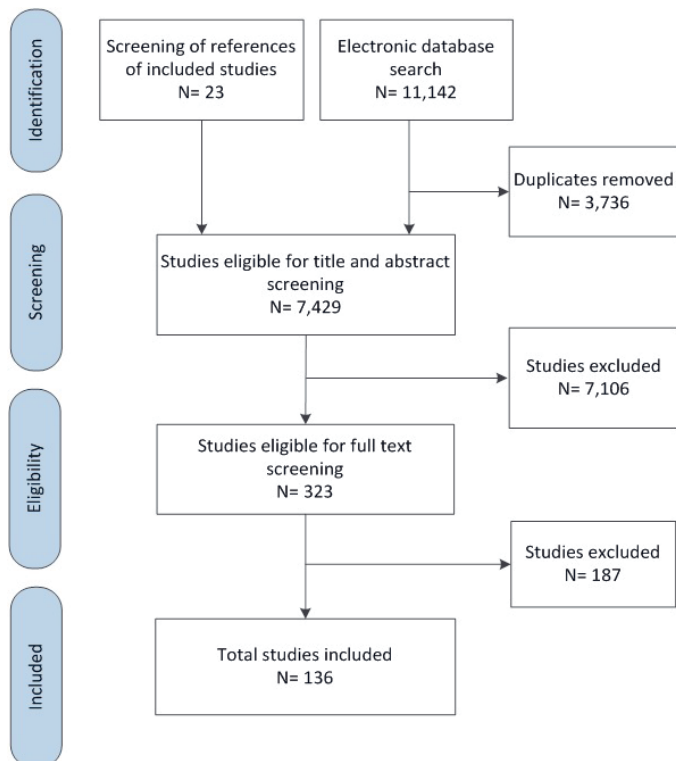 Identification
Screening of references
of included studies
N= 23
Electronic database
search
N= 11,142
Duplicates removed
N= 3,736
Screening
Studies eligible for title and abstract
screening
N= 7,429
Studies excluded
N= 7,106
Eligibility
Studies eligible for full text
screening
N= 323
Studies excluded
N= 187
Included
Total studies included
N= 136